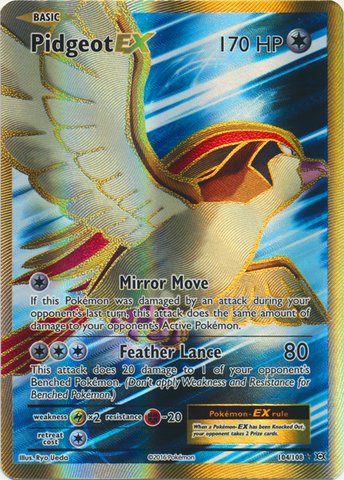 BASIC
Pidgeot EX 170 HP
Mirror Move
If this Pokémon was damaged by an attack during your
opponent's last turn, this attack does the same amount of
damage to your opponent's Active Pokémon.
Feather Lance 80
This attack does 20 damage to 1 of your opponent's
Benched Pokémon. (Don't apply Weakness and Resistance for
Benched Pokémon.)
weakness ×2 resistance -20
Pokémon-EX rule
When a Pokémon-EX has been Knocked Out,
your opponent takes 2 Prize cards.
retreat
cost
Illus. Ryo Ueda ©2016 Pokémon 104/108